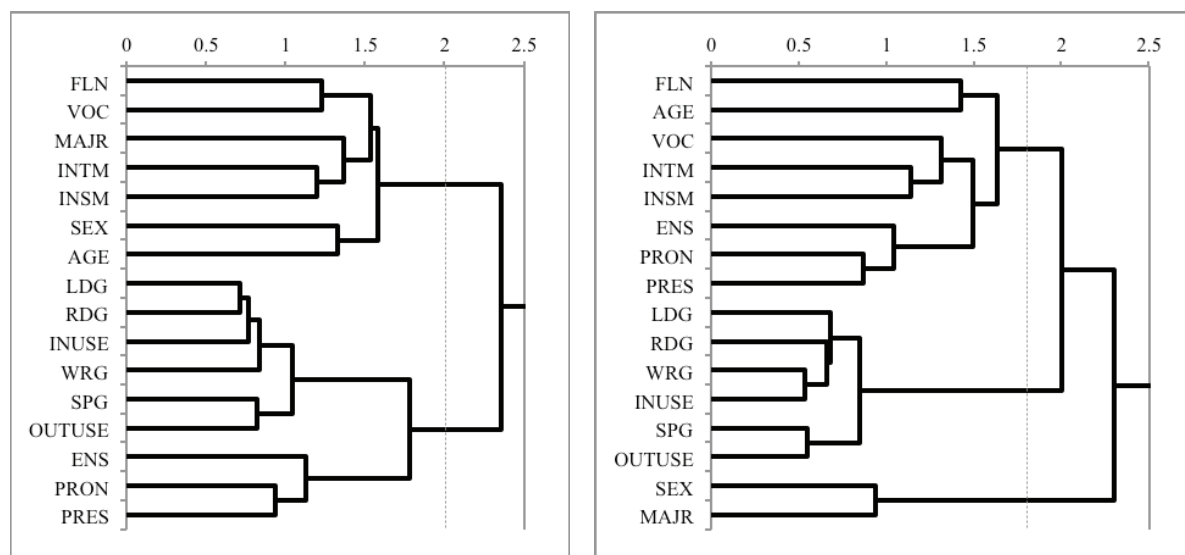 0 0.5 1 1.5 2 2.5
FLN
VOC
MAJR
INTM
INSM
SEX
AGE
LDG
RDG
INUSE
WRG
SPG
OUTUSE
ENS
PRON
PRES
0 0.5 1 1.5 2 2.5
FLN
AGE
VOC
INTM
INSM
ENS
PRON
PRES
LDG
RDG
WRG
INUSE
SPG
OUTUSE
SEX
MAJR